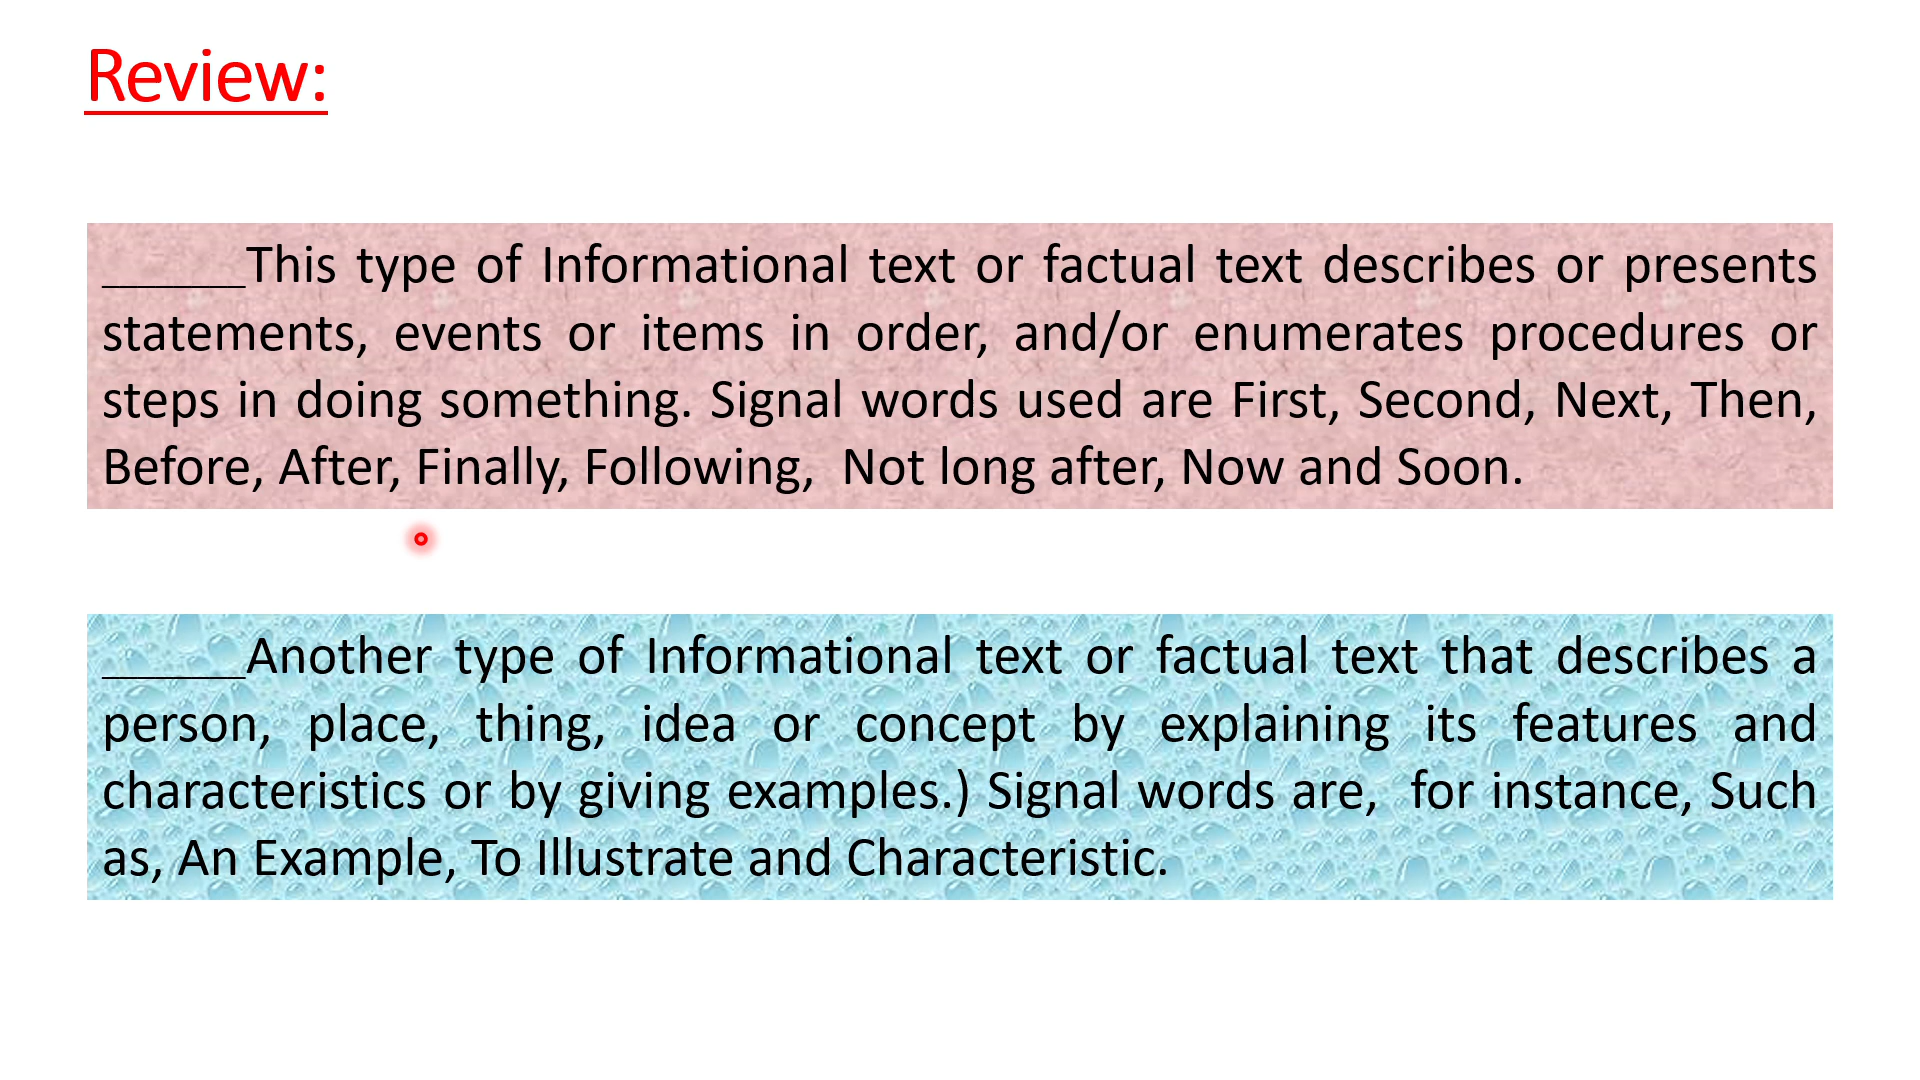 Review:
______This type of Informational text or factual text describes or presents
statements, events or items in order, and/or enumerates procedures or
steps in doing something. Signal words used are First, Second, Next, Then,
Before, After, Finally, Following,  Not long after, Now and Soon.
______Another type of Informational text or factual text that describes a
person, place, thing, idea or concept by explaining its features and
characteristics or by giving examples.) Signal words are,  for instance, Such
as, An Example, To Illustrate and Characteristic.